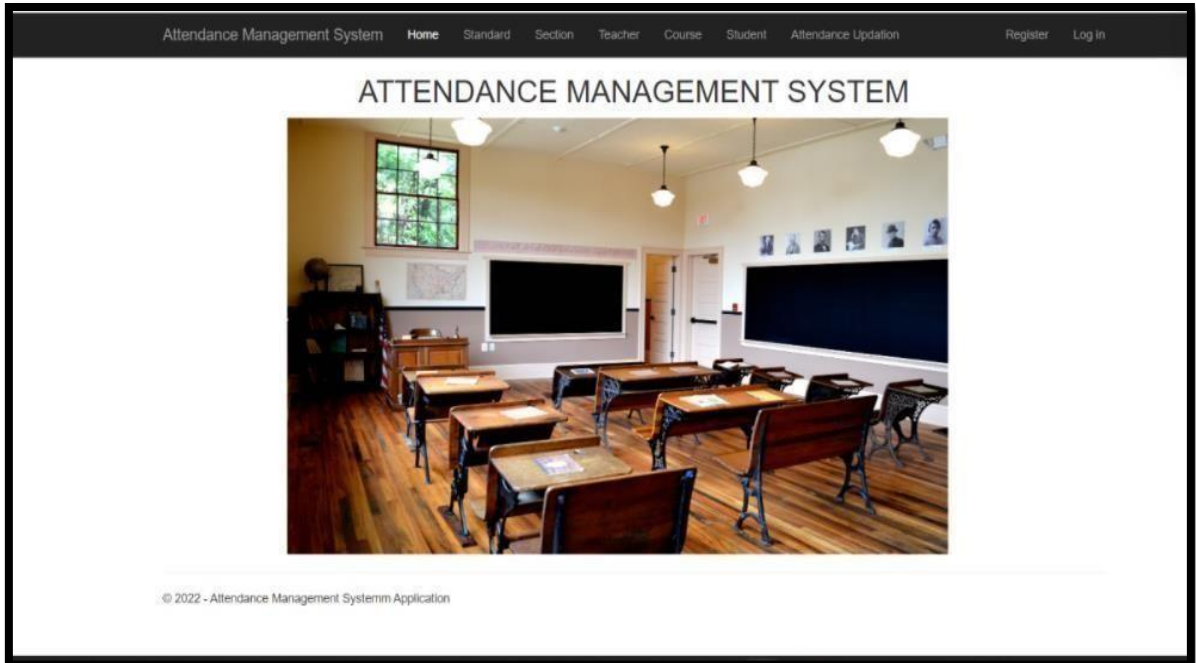 Attendance Management System Home Standard Section Teacher Course Student Attendance Updation Register Log in
ATTENDANCE MANAGEMENT SYSTEM
© 2022 - Attendance Management Systemm Application